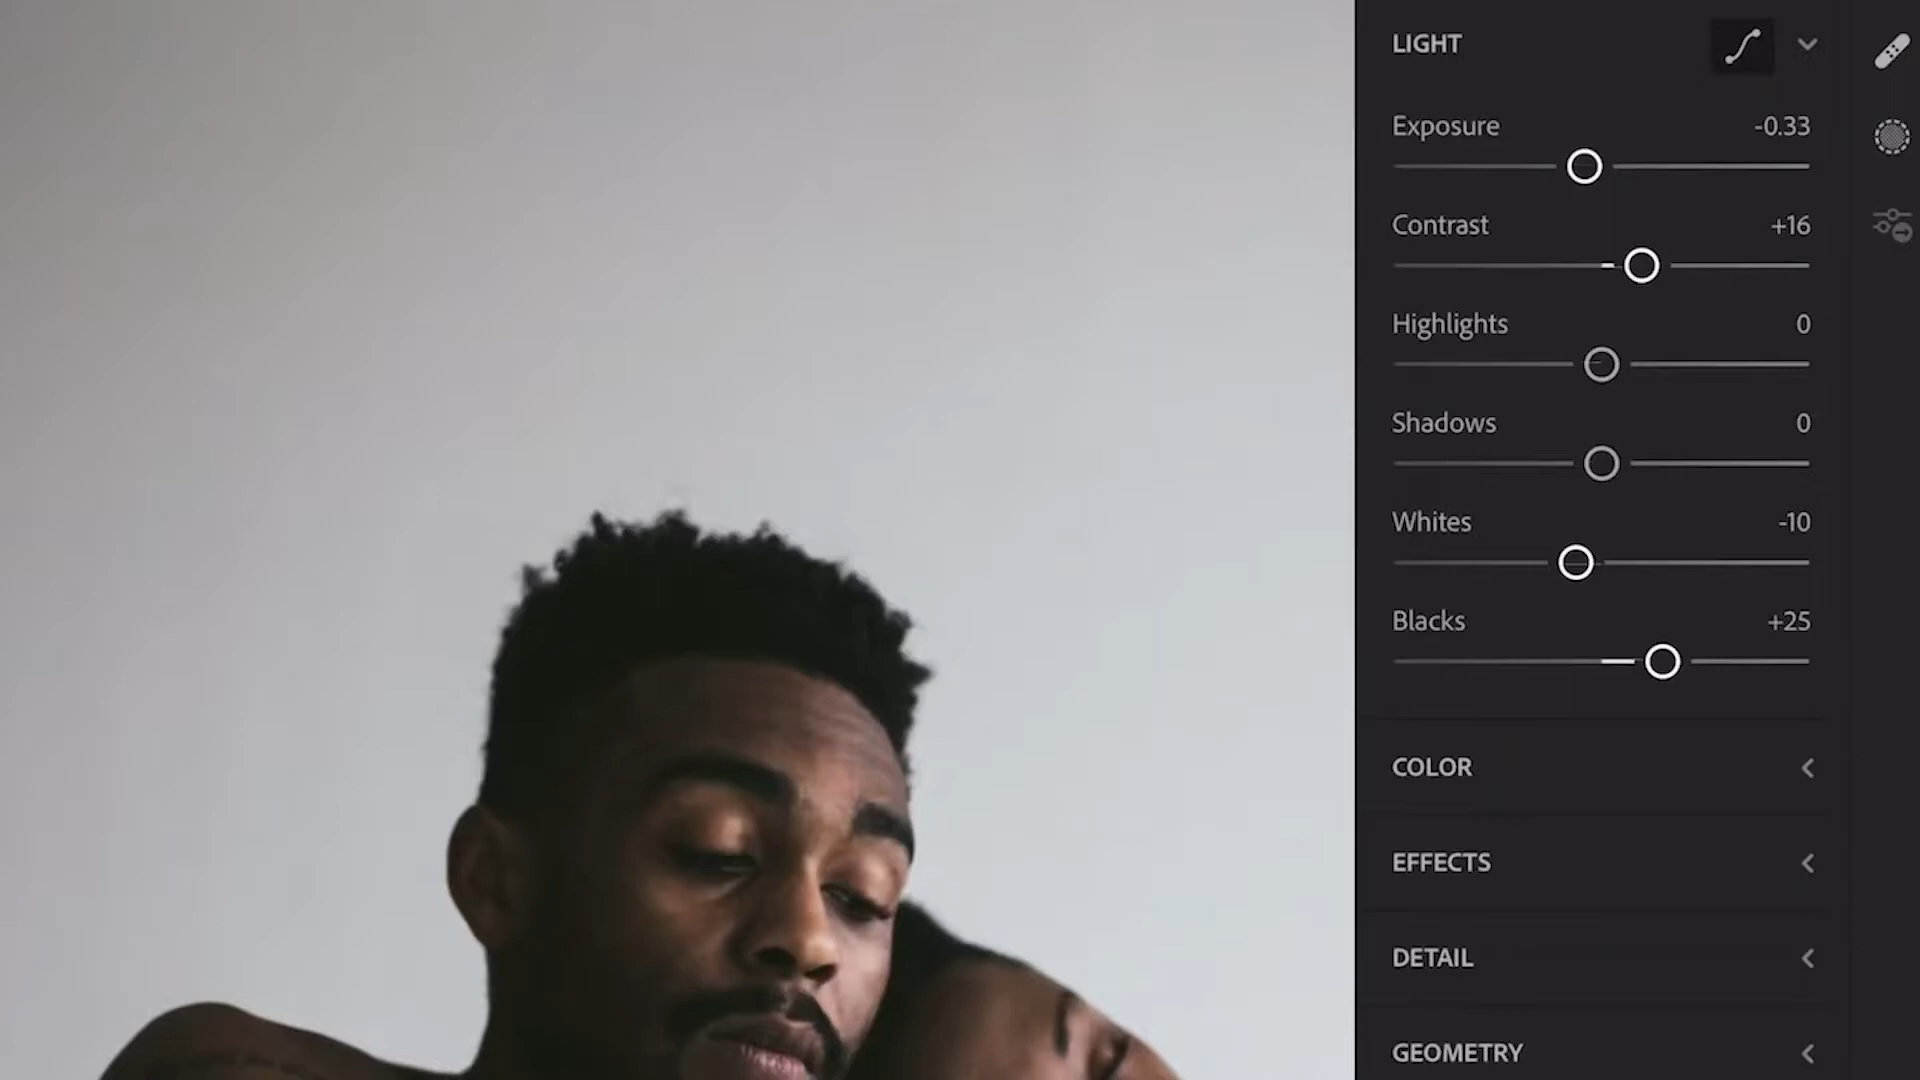 LIGHT
Exposure -0.33
Contrast +16
Highlights 0
Shadows 0
Whites -10
Blacks +25
COLOR
EFFECTS
DETAIL
GEOMETRY